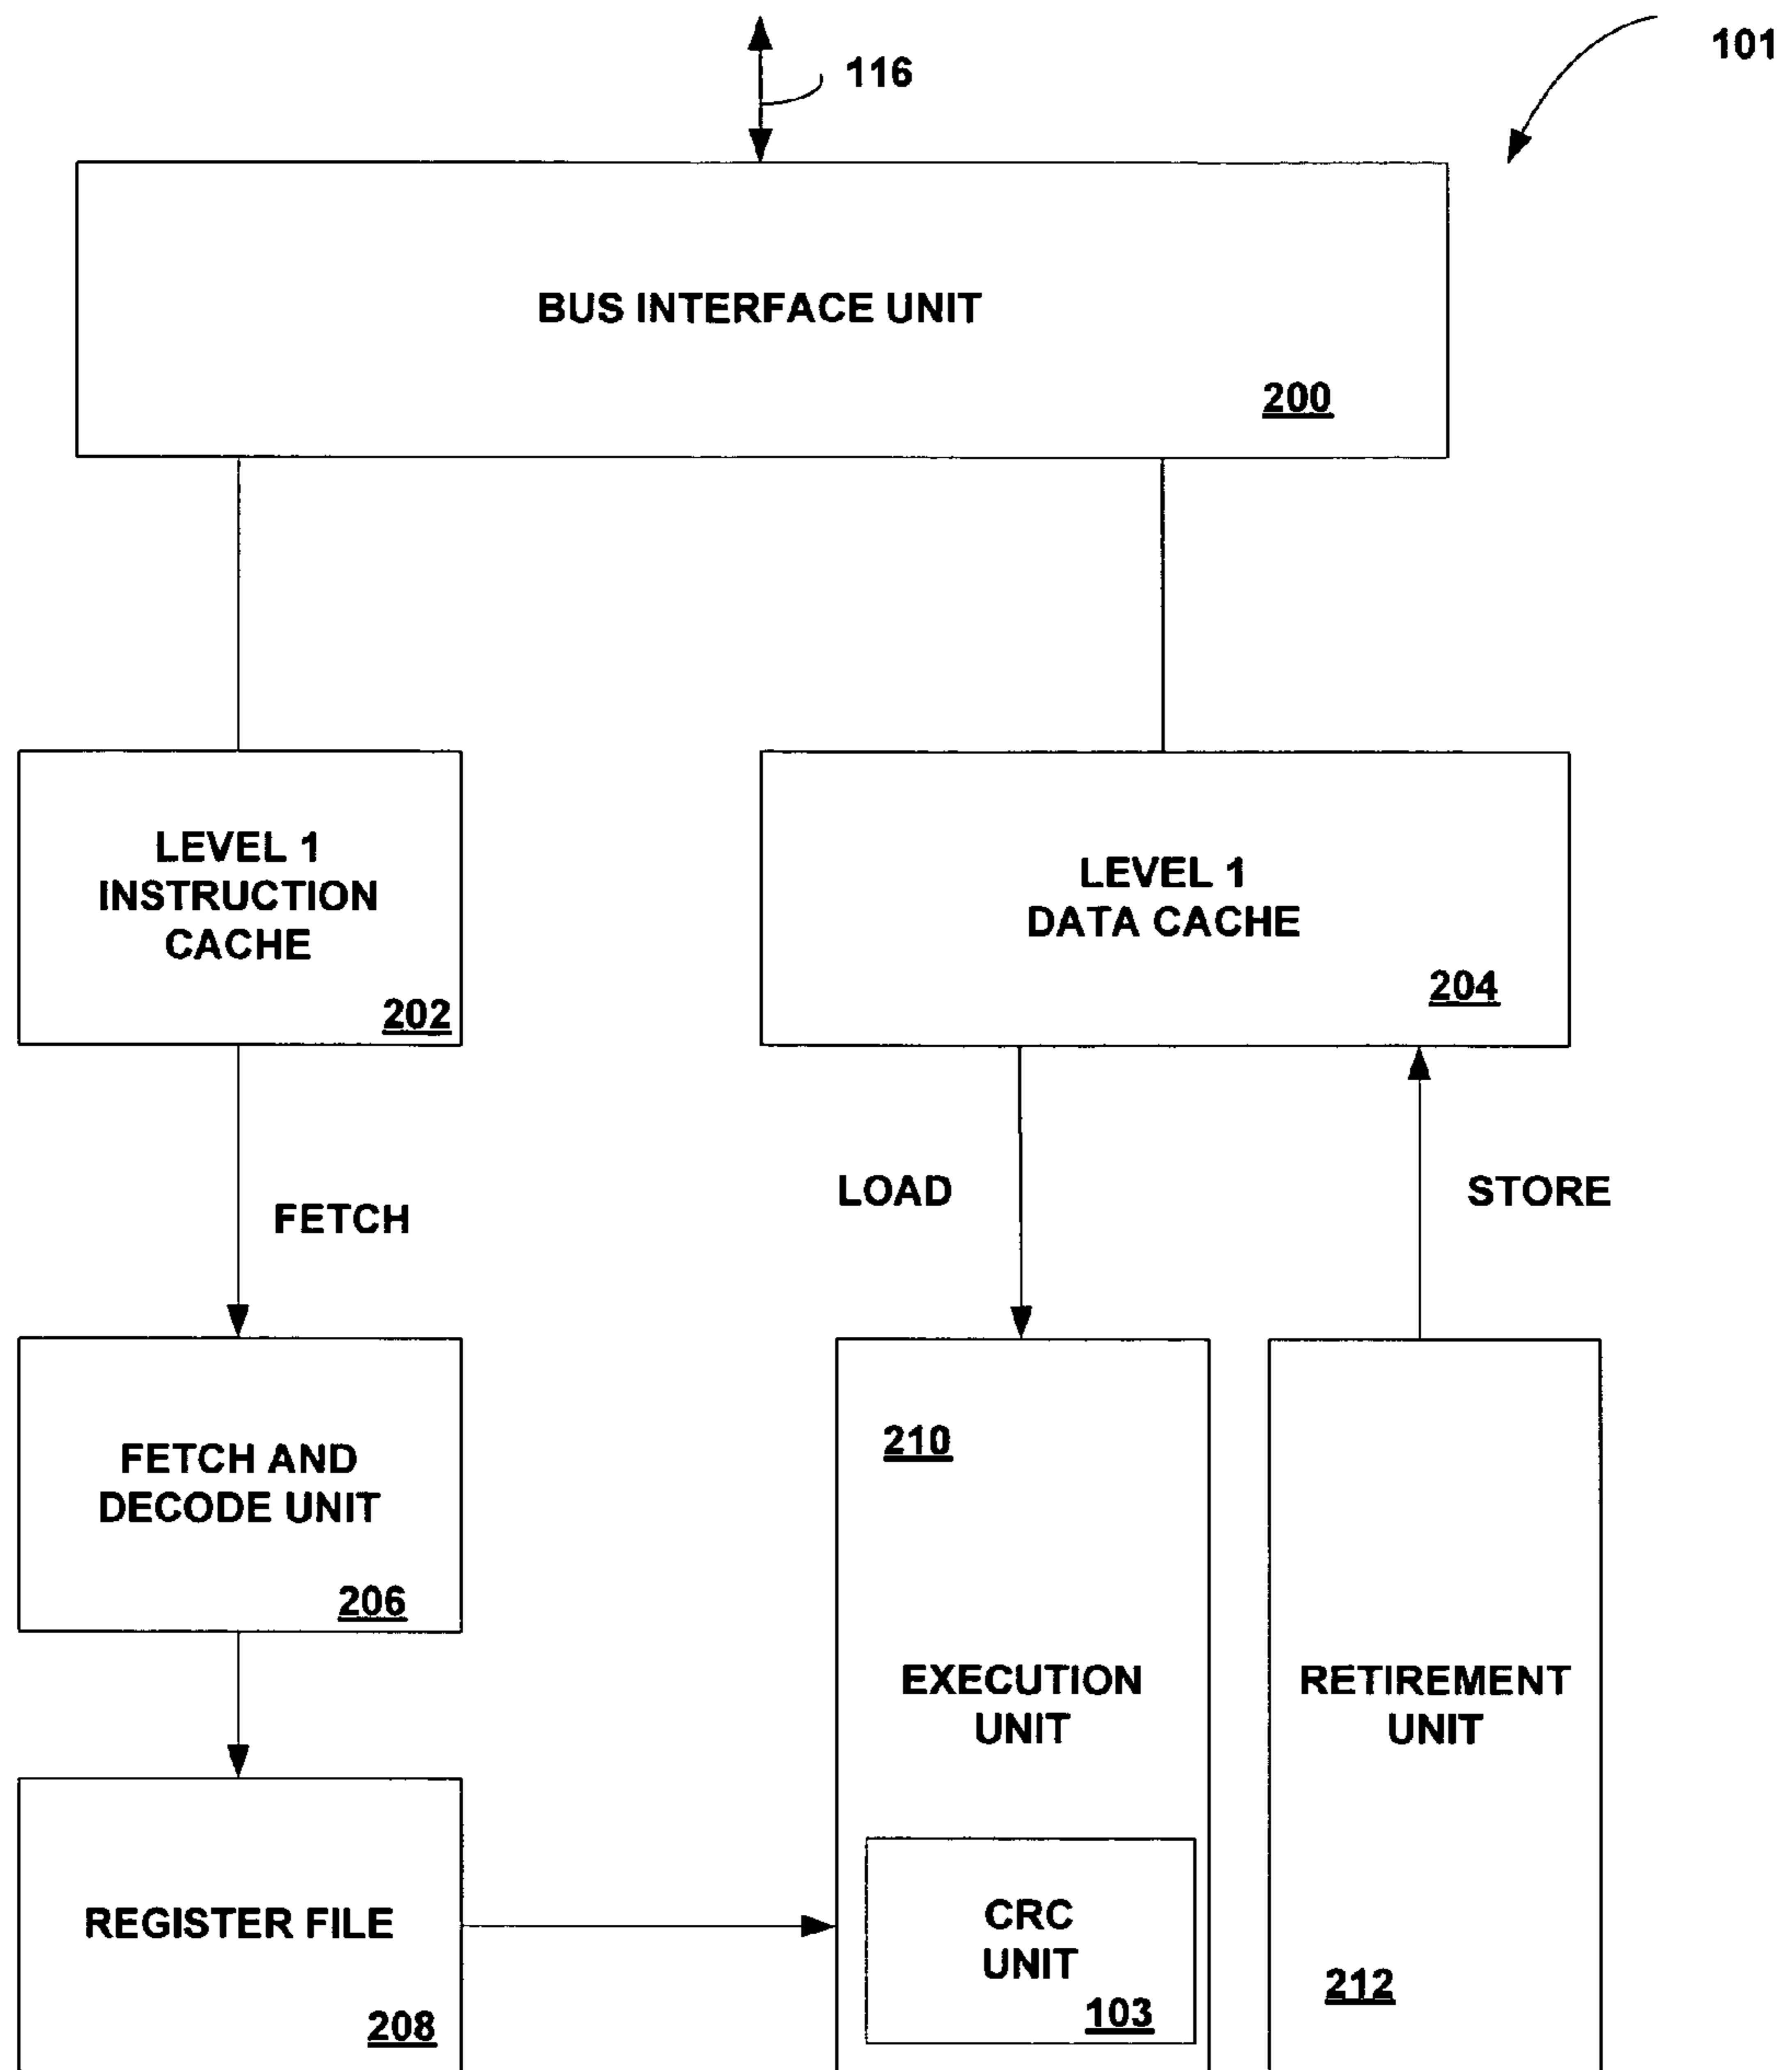 101
116
BUS INTERFACE UNIT
200
LEVEL 1
INSTRUCTION
CACHE
202
LEVEL 1
DATA CACHE
204
FETCH
LOAD
STORE
FETCH AND
DECODE UNIT
206
210
EXECUTION
UNIT
RETIREMENT
UNIT
REGISTER FILE
208
CRC
UNIT
103
212